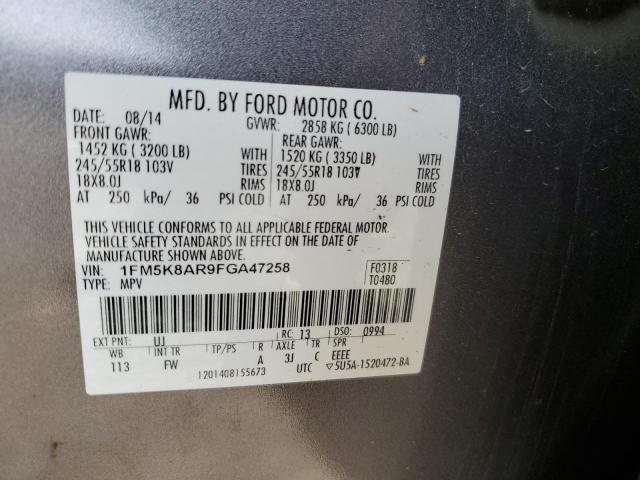 MFD. BY FORD MOTOR CO.
DATE: 08/14 GVWR: 2858 KG ( 6300 LB)
FRONT GAWR: REAR GAWR:
1452 KG ( 3200 LB) WITH 1520 KG ( 3350 LB) WITH
245/55R18 103V TIRES 245/55R18 103V TIRES
18X8.0J RIMS 18X8.0J RIMS
AT 250 kPa/ 36 PSI COLD AT 250 kPa/ 36 PSI COLD
THIS VEHICLE CONFORMS TO ALL APPLICABLE FEDERAL MOTOR
VEHICLE SAFETY STANDARDS IN EFFECT ON THE DATE OF
MANUFACTURE SHOWN ABOVE.
VIN: 1FM5K8AR9FGA47258 F0318
TYPE: MPV T0480
EXT PNT: UJ RC: 13 DSO: 0994
WB INT TR TP/PS R AXLE TR SPR
113 FW A 3J C EEEE
1201408155673 UTC ▽5U5A-1520472-BA